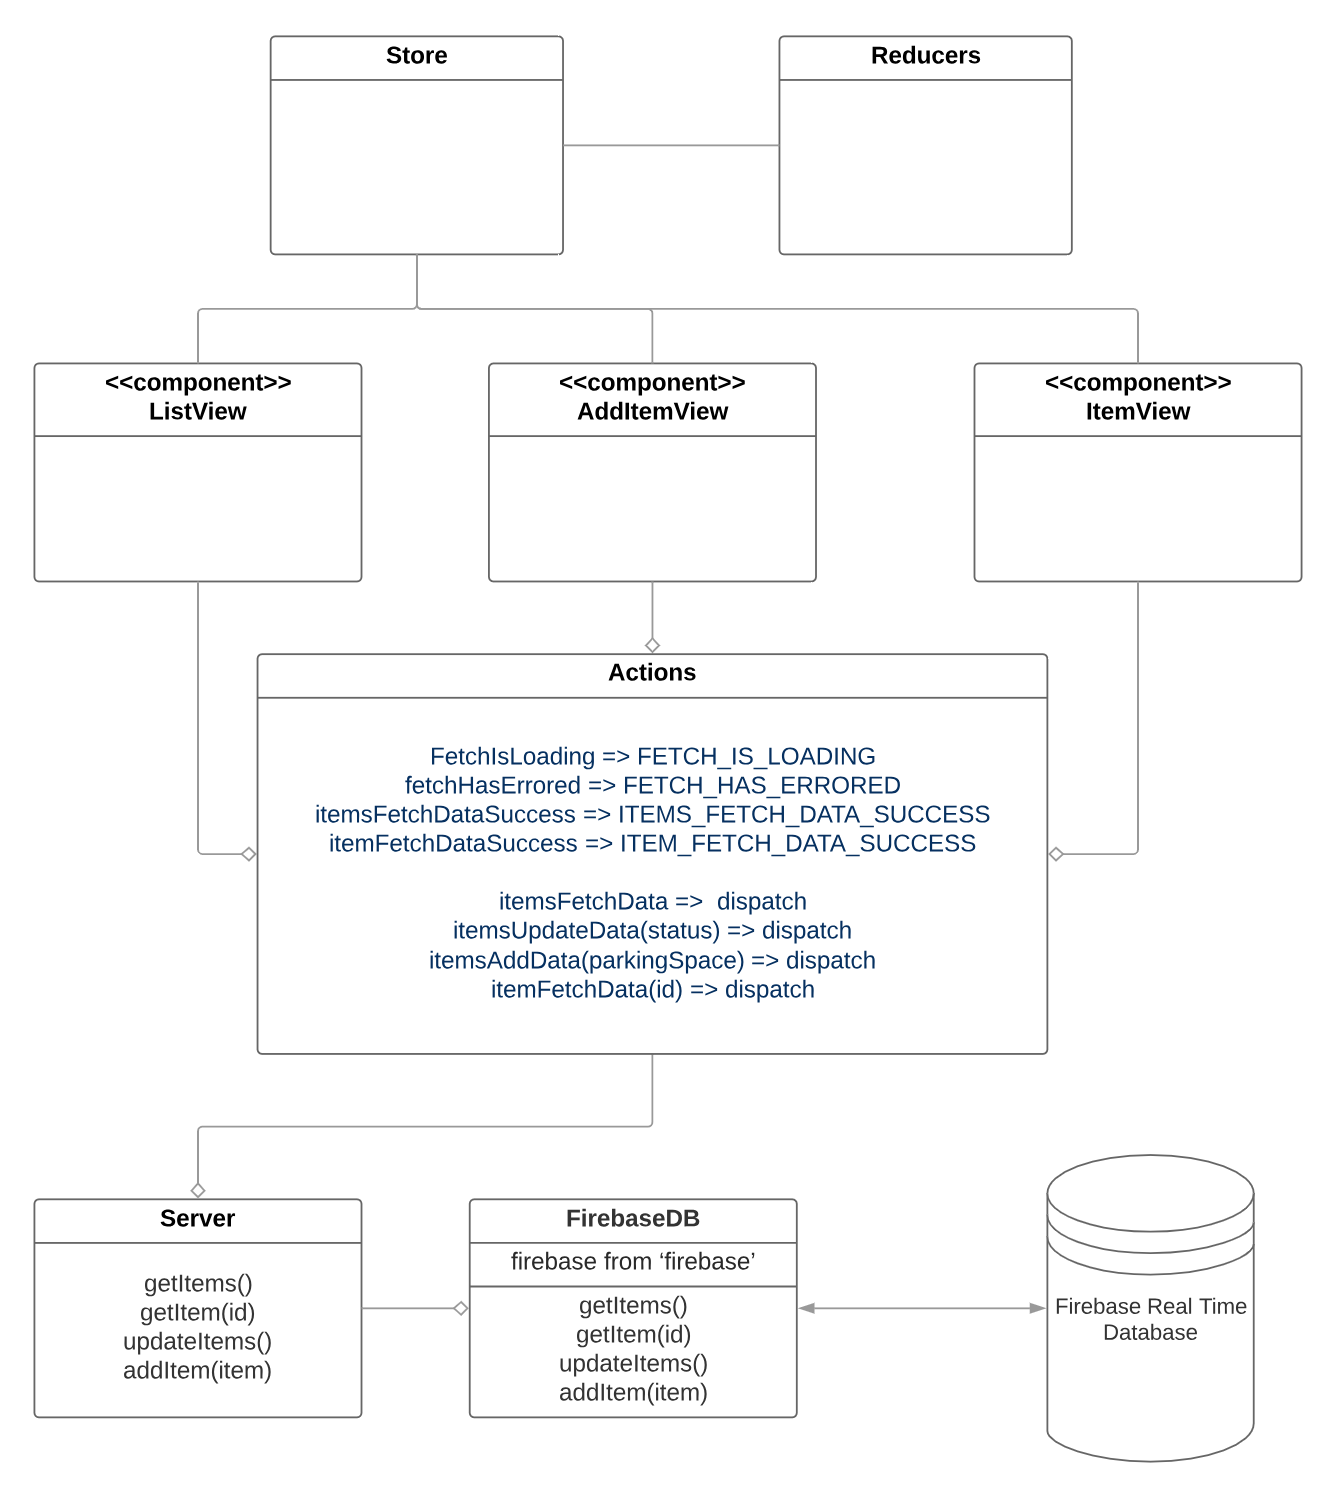 Store
Reducers
<<component>>
ListView
<<component>>
AddItemView
<<component>>
ItemView
Actions
FetchIsLoading => FETCH_IS_LOADING
fetchHasErrored => FETCH_HAS_ERRORED
itemsFetchDataSuccess => ITEMS_FETCH_DATA_SUCCESS
itemFetchDataSuccess => ITEM_FETCH_DATA_SUCCESS
itemsFetchData =>  dispatch
itemsUpdateData(status) => dispatch
itemsAddData(parkingSpace) => dispatch
itemFetchData(id) => dispatch
Server
getItems()
getItem(id)
updateItems()
addItem(item)
FirebaseDB
firebase from ‘firebase’
getItems()
getItem(id)
updateItems()
addItem(item)
Firebase Real Time
Database